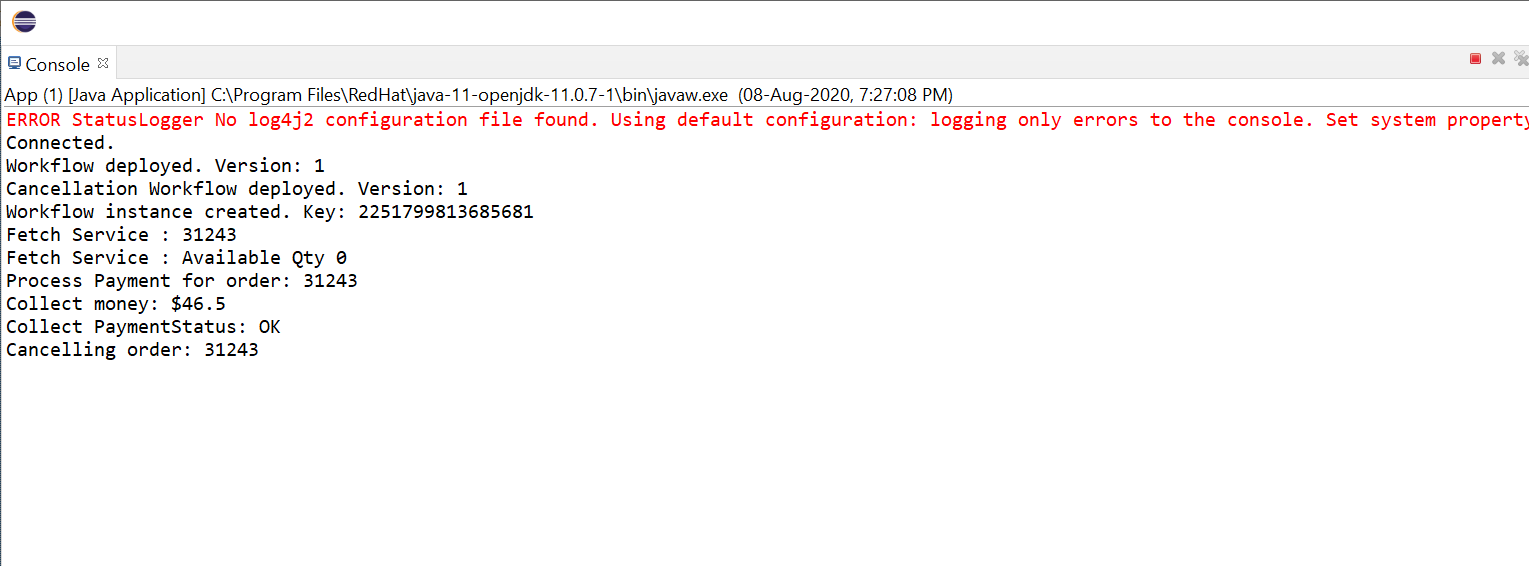 Console
App (1) [Java Application] C:\Program Files\RedHat\java-11-openjdk-11.0.7-1\bin\javaw.exe (08-Aug-2020, 7:27:08 PM)
ERROR StatusLogger No log4j2 configuration file found. Using default configuration: logging only errors to the console. Set system property
Connected.
Workflow deployed. Version: 1
Cancellation Workflow deployed. Version: 1
Workflow instance created. Key: 2251799813685681
Fetch Service : 31243
Fetch Service : Available Qty 0
Process Payment for order: 31243
Collect money: $46.5
Collect PaymentStatus: OK
Cancelling order: 31243